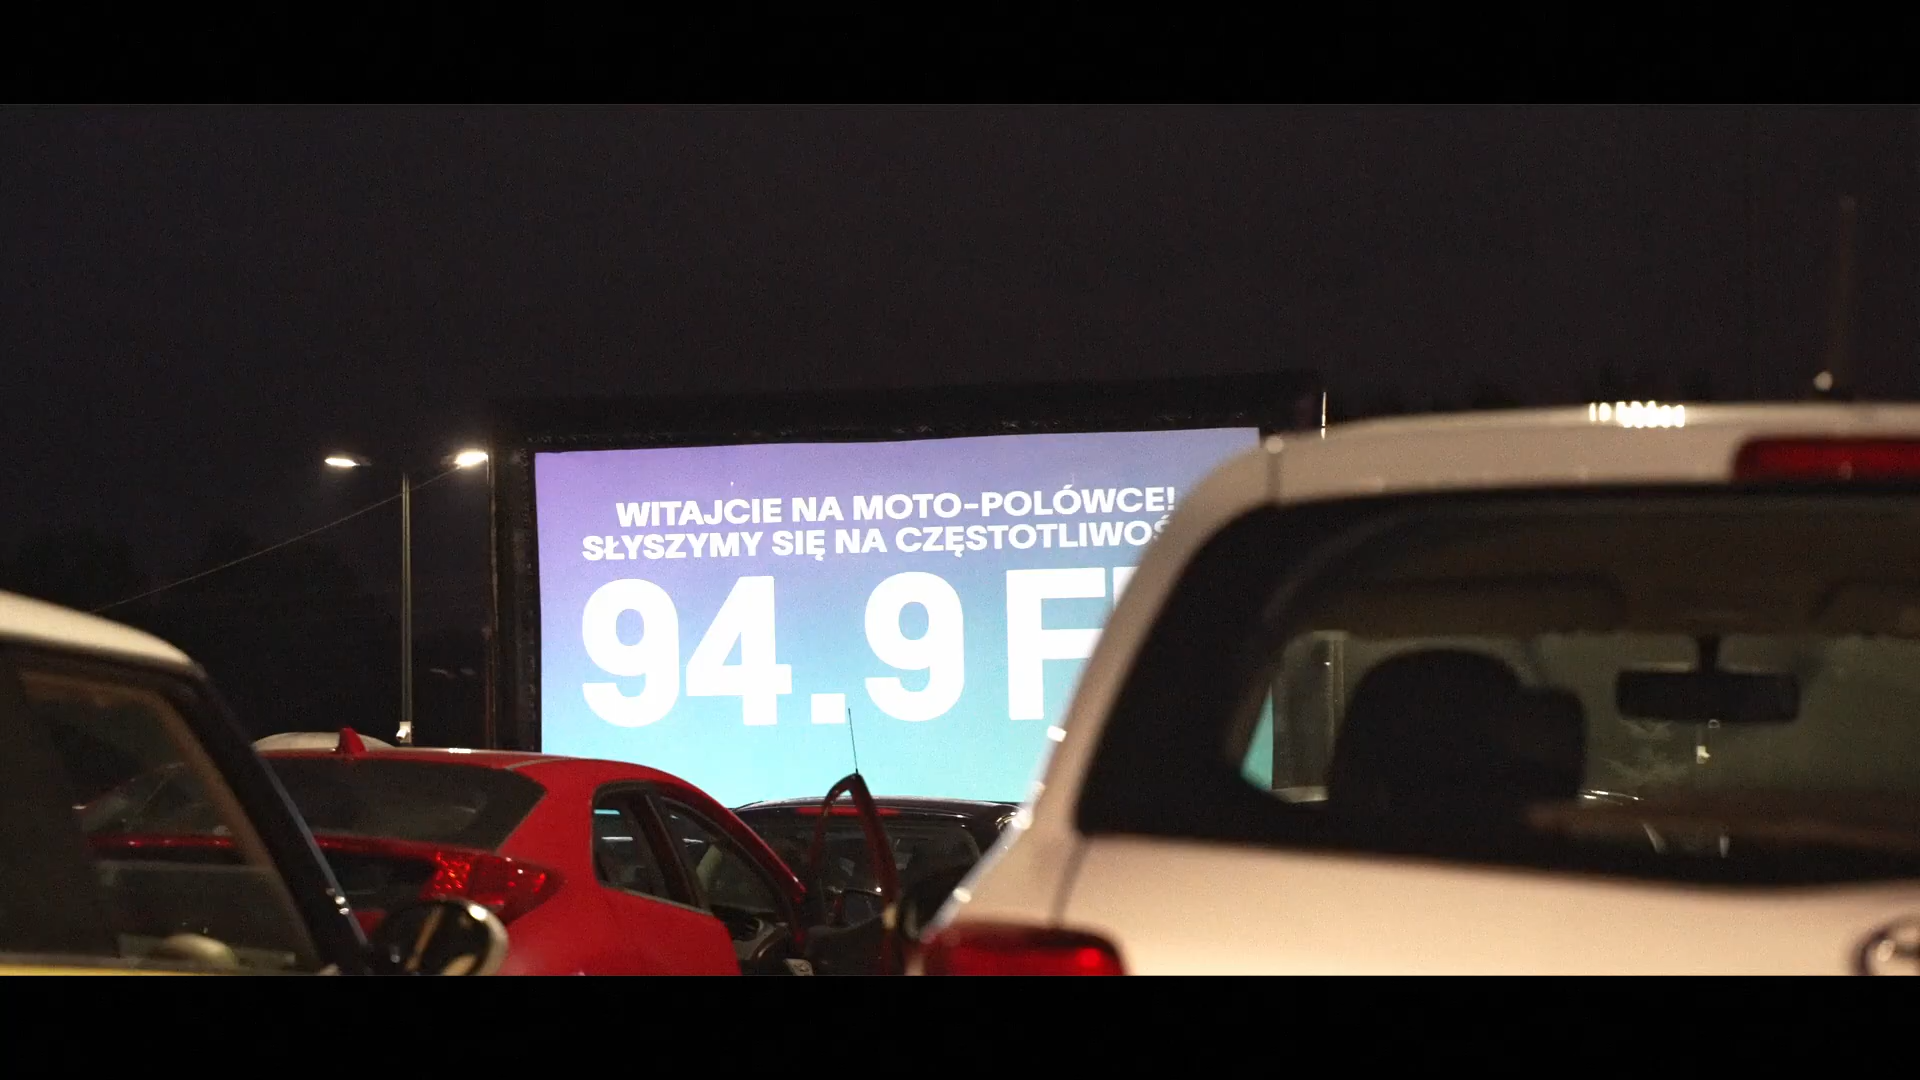 WITAJCIE NA MOTO-POLÓWCE!
SŁYSZYMY SIĘ NA CZĘSTOTLIWOŚ
94.9 F